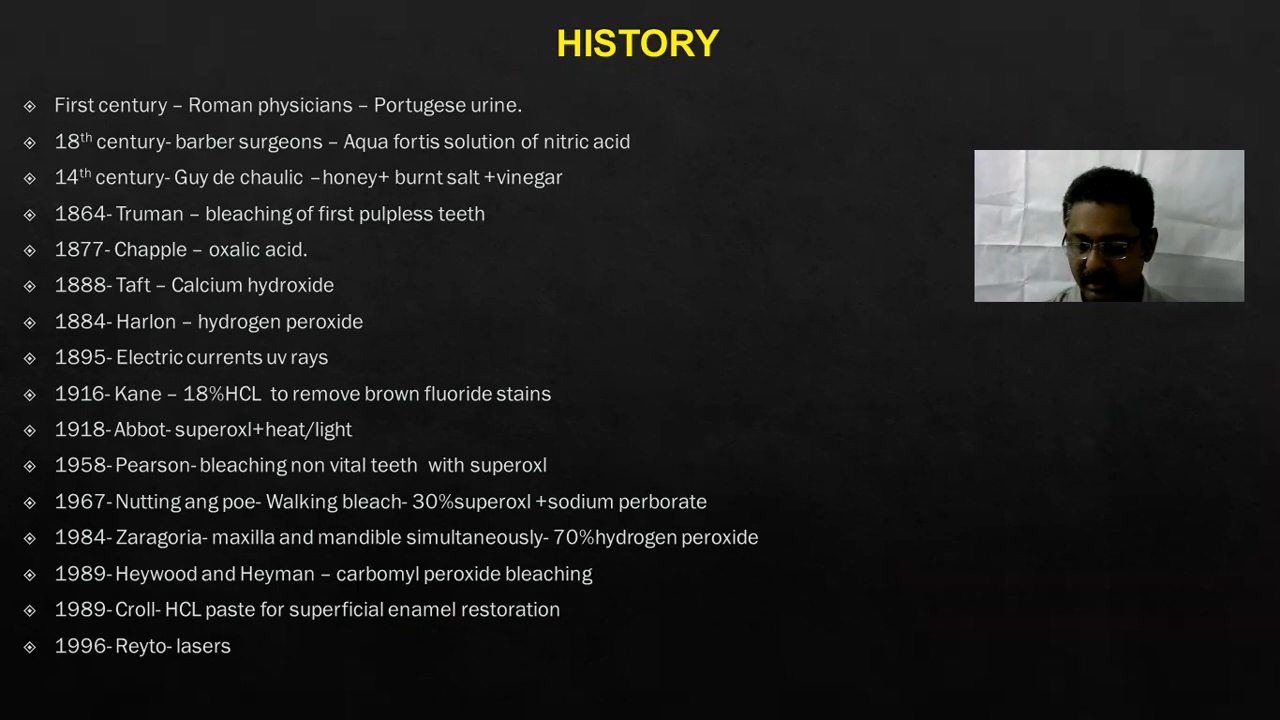 HISTORY
First century – Roman physicians – Portugese urine.
18th century- barber surgeons – Aqua fortis solution of nitric acid
14th century- Guy de chaulic –honey+ burnt salt +vinegar
1864- Truman – bleaching of first pulpless teeth
1877- Chapple – oxalic acid.
1888- Taft – Calcium hydroxide
1884- Harlon – hydrogen peroxide
1895- Electric currents uv rays
1916- Kane – 18%HCL to remove brown fluoride stains
1918- Abbot- superoxl+heat/light
1958- Pearson- bleaching non vital teeth with superoxl
1967- Nutting ang poe- Walking bleach- 30%superoxl +sodium perborate
1984- Zaragoria- maxilla and mandible simultaneously- 70%hydrogen peroxide
1989- Heywood and Heyman – carbomyl peroxide bleaching
1989- Croll- HCL paste for superficial enamel restoration
1996- Reyto- lasers